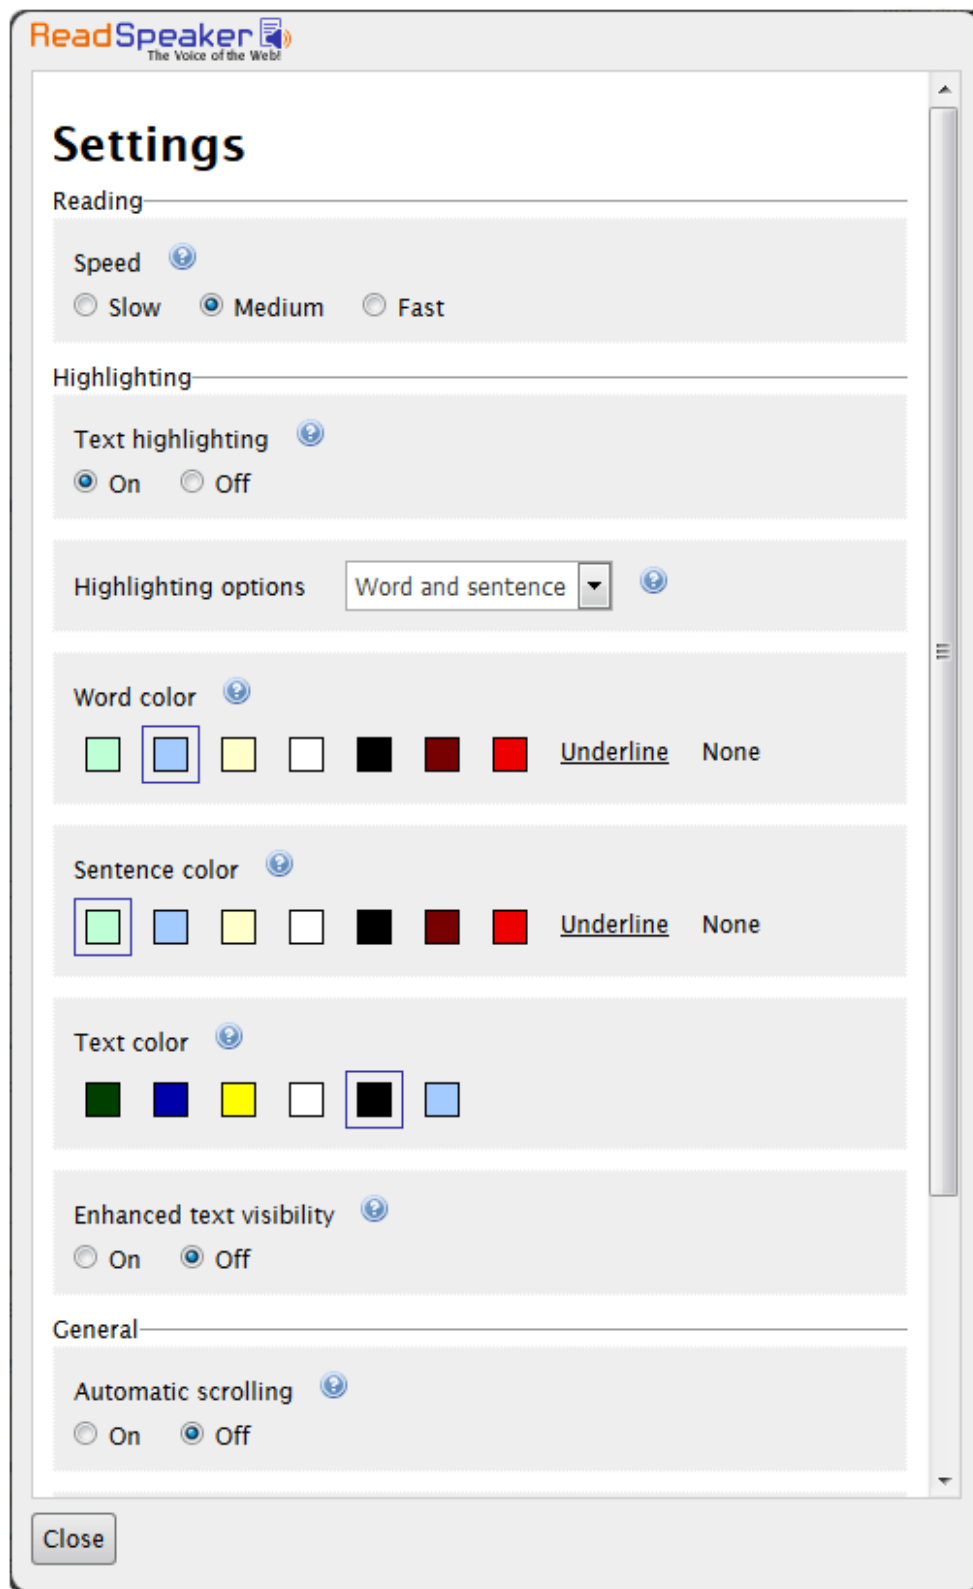 ReadSpeaker
The Voice of the Web!
Settings
Reading
Speed
Slow Medium Fast
Highlighting
Text highlighting
On Off
Highlighting options Word and sentence
Word color
Underline None
Sentence color
Underline None
Text color
Enhanced text visibility
On Off
General
Automatic scrolling
On Off
Close